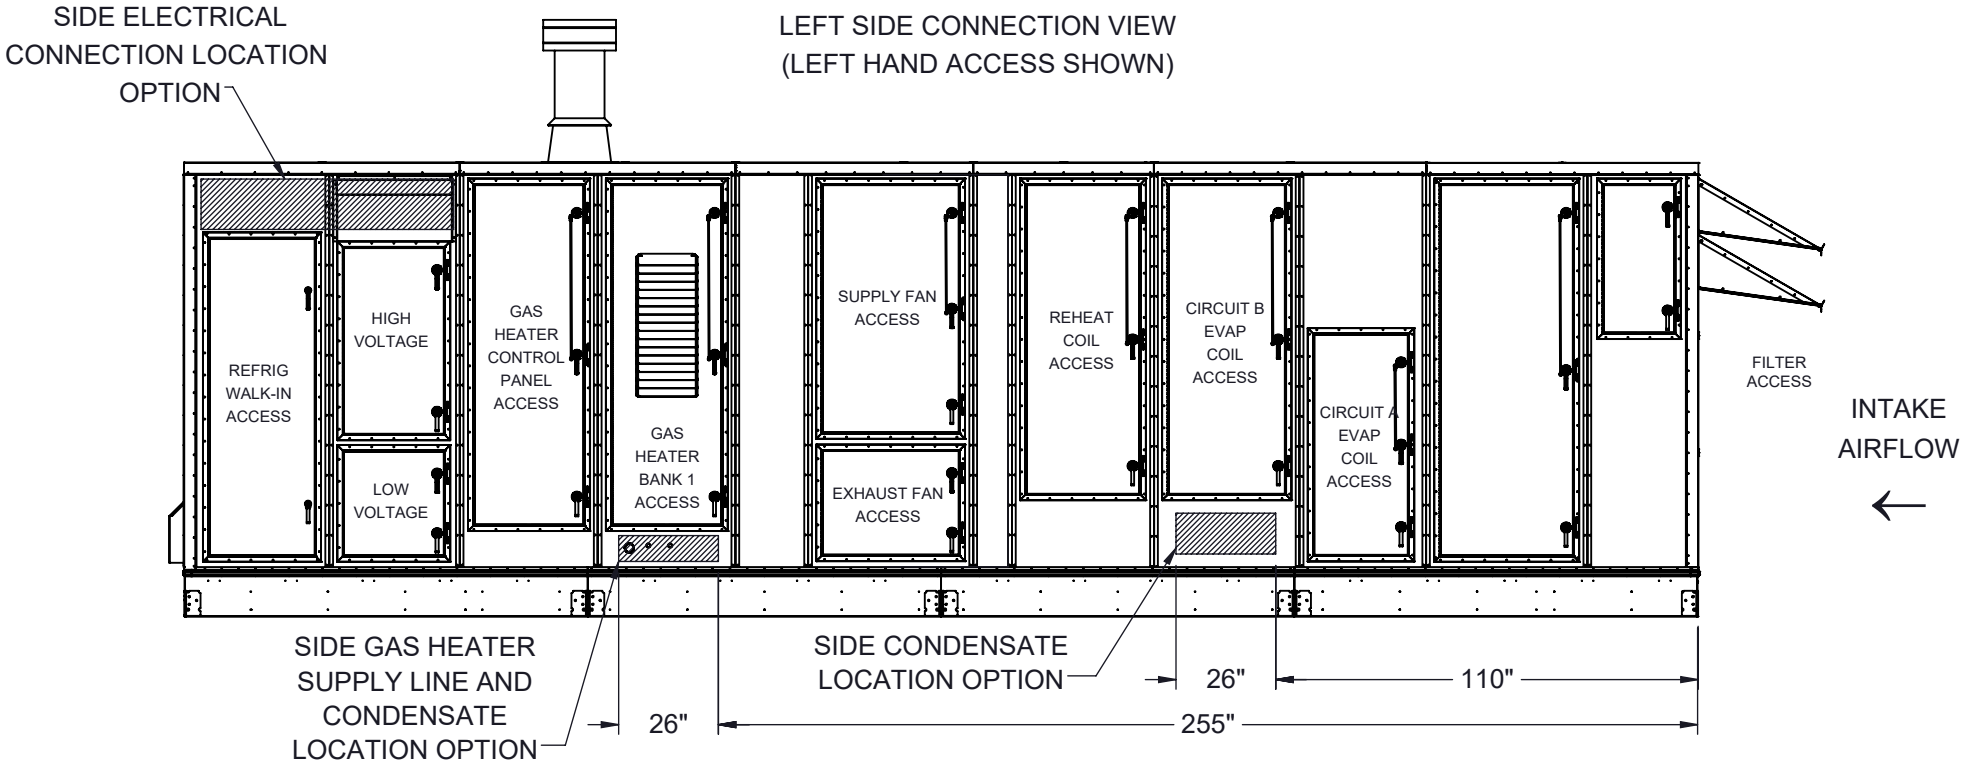 SIDE ELECTRICAL
CONNECTION LOCATION
OPTION
LEFT SIDE CONNECTION VIEW
(LEFT HAND ACCESS SHOWN)
REFRIG
WALK-IN
ACCESS
HIGH
VOLTAGE
LOW
VOLTAGE
GAS
HEATER
CONTROL
PANEL
ACCESS
GAS
HEATER
BANK 1
ACCESS
SUPPLY FAN
ACCESS
EXHAUST FAN
ACCESS
REHEAT
COIL
ACCESS
CIRCUIT B
EVAP
COIL
ACCESS
CIRCUIT A
EVAP
COIL
ACCESS
FILTER
ACCESS
INTAKE
AIRFLOW
←
SIDE GAS HEATER
SUPPLY LINE AND
CONDENSATE
LOCATION OPTION
SIDE CONDENSATE
LOCATION OPTION
26"
110"
26"
255"